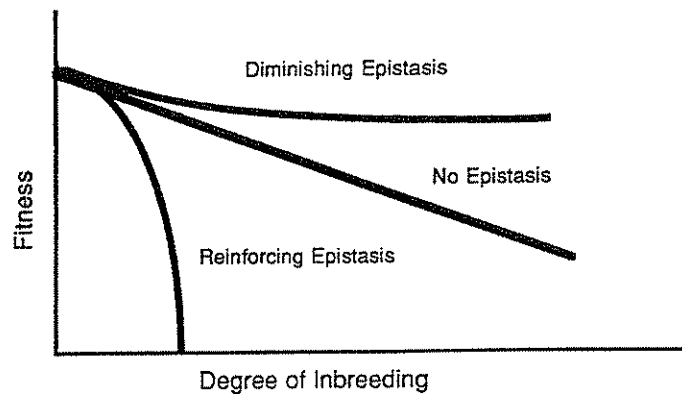 Diminishing Epistasis
No Epistasis
Fitness
Reinforcing Epistasis
Degree of Inbreeding